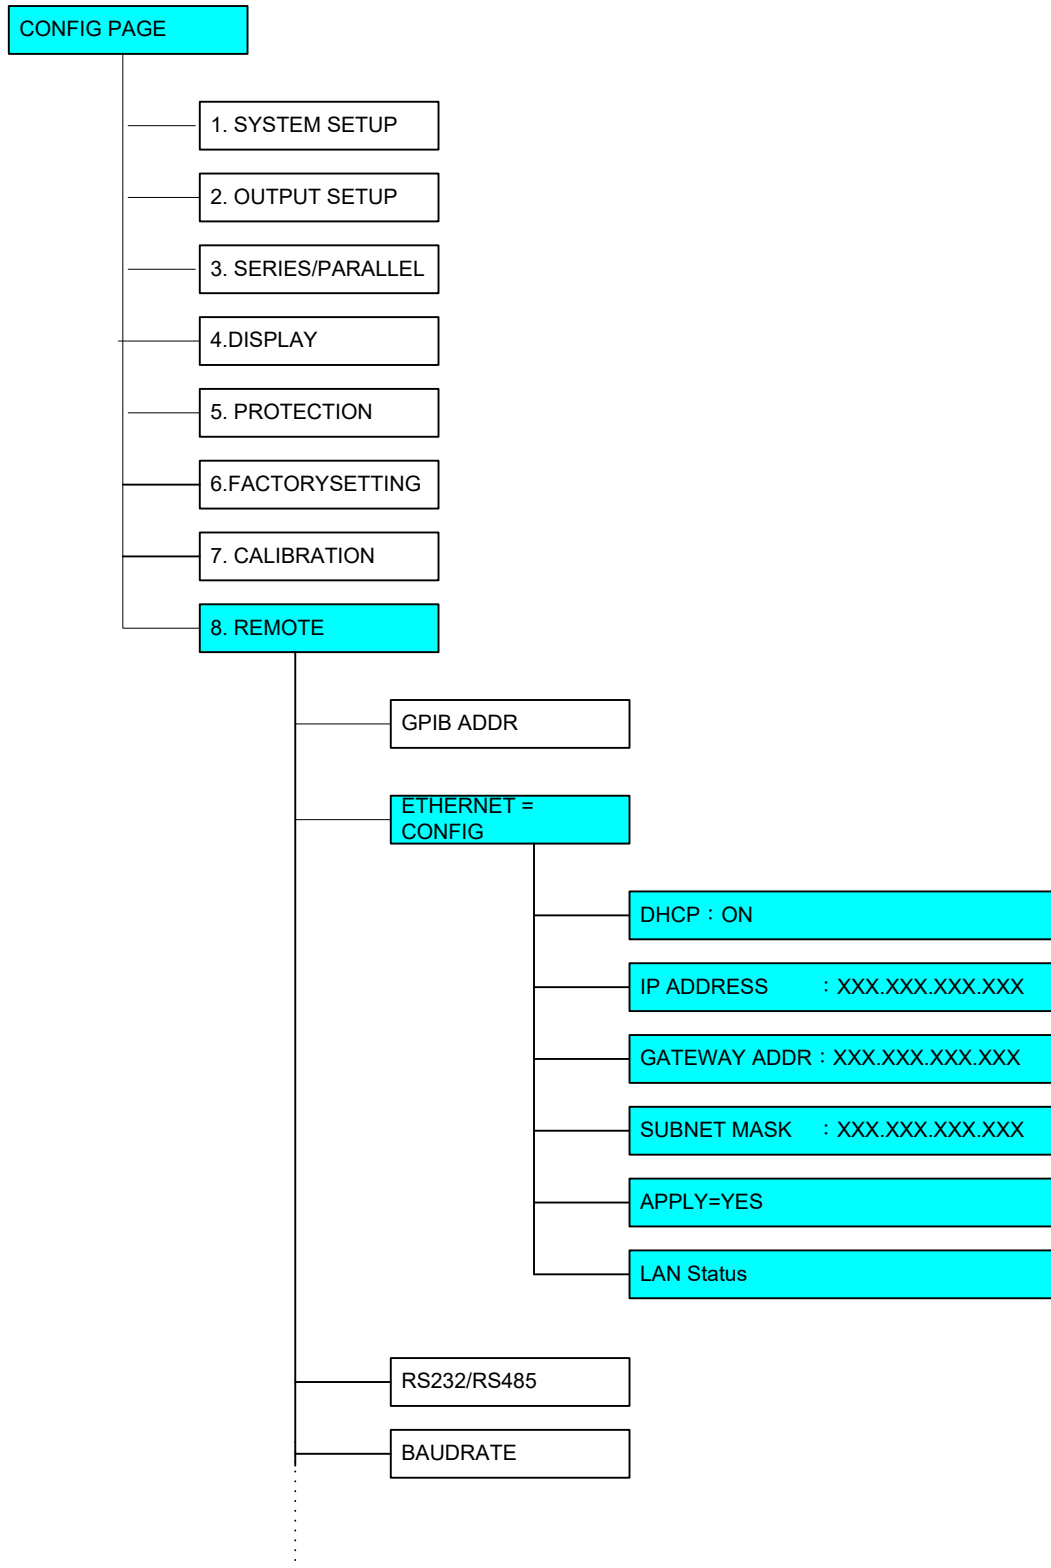 CONFIG PAGE
1. SYSTEM SETUP
2. OUTPUT SETUP
3. SERIES/PARALLEL
4.DISPLAY
5. PROTECTION
6.FACTORYSETTING
7. CALIBRATION
8. REMOTE
GPIB ADDR
ETHERNET =
CONFIG
DHCP：ON
IP ADDRESS ：XXX.XXX.XXX.XXX
GATEWAY ADDR：XXX.XXX.XXX.XXX
SUBNET MASK ：XXX.XXX.XXX.XXX
APPLY=YES
LAN Status
RS232/RS485
BAUDRATE